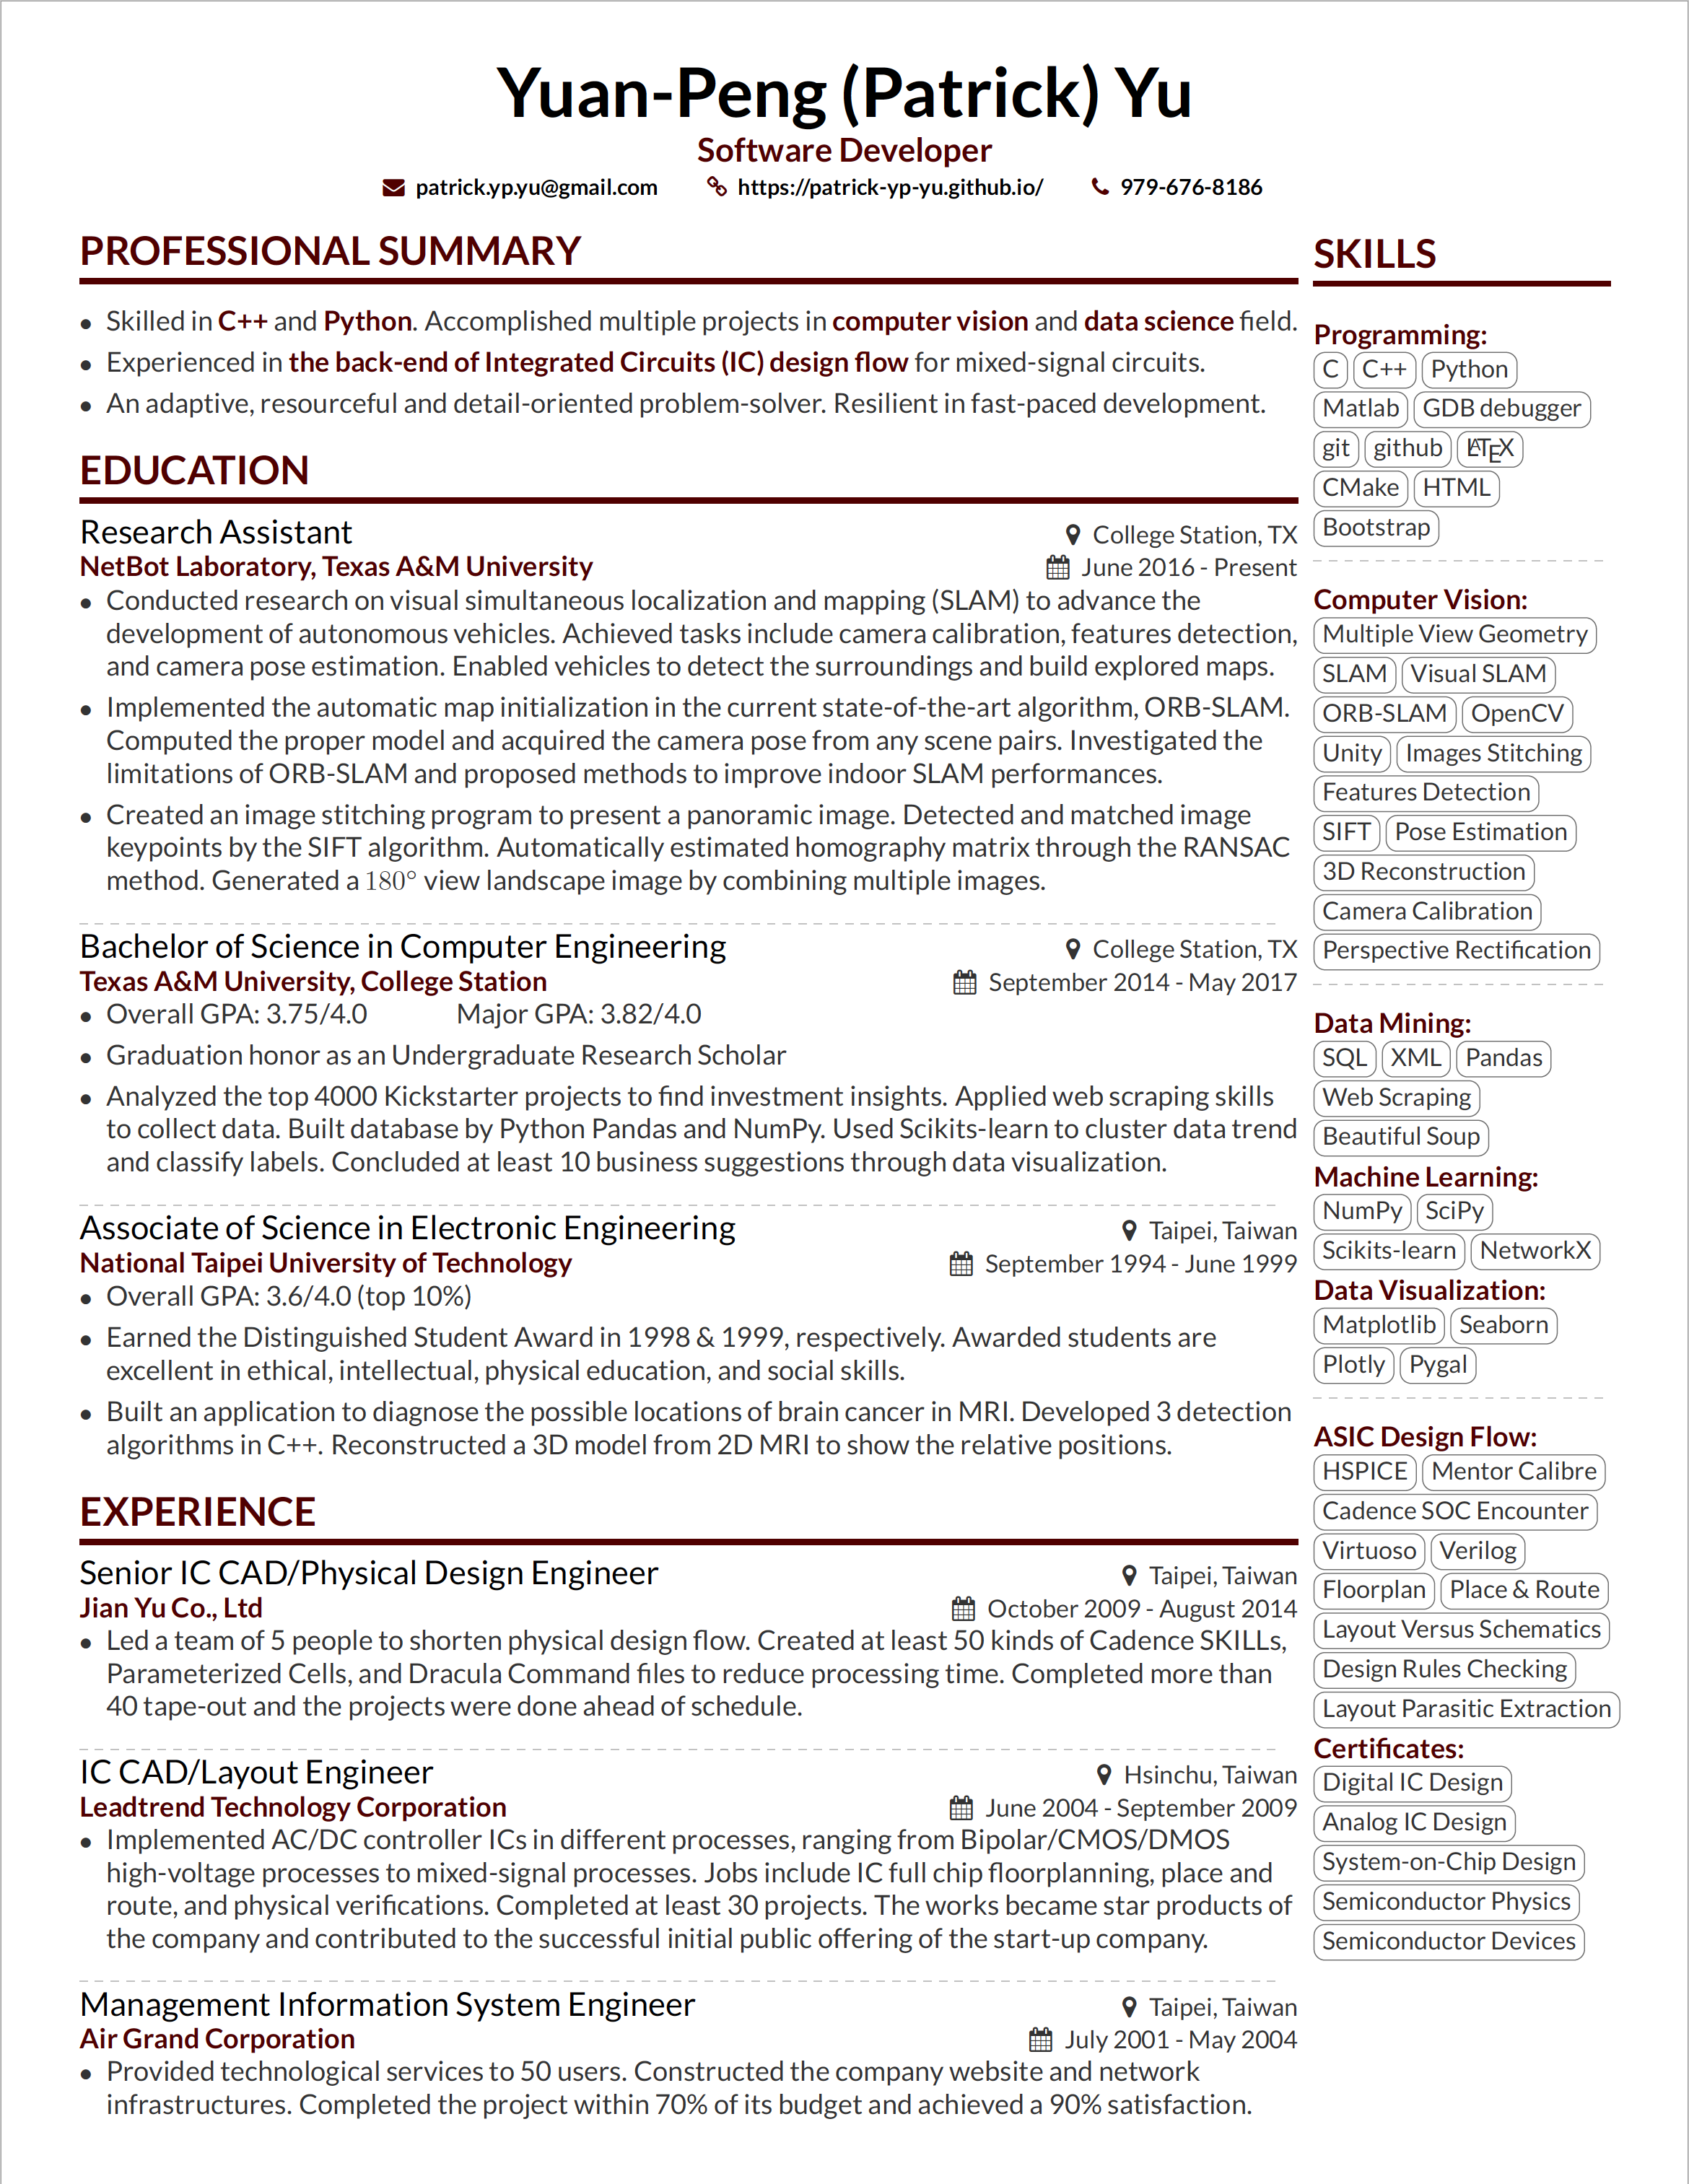 Yuan-Peng (Patrick) Yu
Software Developer
patrick.yp.yu@gmail.com https://patrick-yp-yu.github.io/ 979-676-8186
PROFESSIONAL SUMMARY
• Skilled in C++ and Python. Accomplished multiple projects in computer vision and data science field.
• Experienced in the back-end of Integrated Circuits (IC) design flow for mixed-signal circuits.
• An adaptive, resourceful and detail-oriented problem-solver. Resilient in fast-paced development.
EDUCATION
Research Assistant College Station, TX
NetBot Laboratory, Texas A&M University June 2016 - Present
• Conducted research on visual simultaneous localization and mapping (SLAM) to advance the
development of autonomous vehicles. Achieved tasks include camera calibration, features detection,
and camera pose estimation. Enabled vehicles to detect the surroundings and build explored maps.
• Implemented the automatic map initialization in the current state-of-the-art algorithm, ORB-SLAM.
Computed the proper model and acquired the camera pose from any scene pairs. Investigated the
limitations of ORB-SLAM and proposed methods to improve indoor SLAM performances.
• Created an image stitching program to present a panoramic image. Detected and matched image
keypoints by the SIFT algorithm. Automatically estimated homography matrix through the RANSAC
method. Generated a 180° view landscape image by combining multiple images.
Bachelor of Science in Computer Engineering College Station, TX
Texas A&M University, College Station September 2014 - May 2017
• Overall GPA: 3.75/4.0 Major GPA: 3.82/4.0
• Graduation honor as an Undergraduate Research Scholar
• Analyzed the top 4000 Kickstarter projects to find investment insights. Applied web scraping skills
to collect data. Built database by Python Pandas and NumPy. Used Scikits-learn to cluster data trend
and classify labels. Concluded at least 10 business suggestions through data visualization.
Associate of Science in Electronic Engineering Taipei, Taiwan
National Taipei University of Technology September 1994 - June 1999
• Overall GPA: 3.6/4.0 (top 10%)
• Earned the Distinguished Student Award in 1998 & 1999, respectively. Awarded students are
excellent in ethical, intellectual, physical education, and social skills.
• Built an application to diagnose the possible locations of brain cancer in MRI. Developed 3 detection
algorithms in C++. Reconstructed a 3D model from 2D MRI to show the relative positions.
EXPERIENCE
Senior IC CAD/Physical Design Engineer Taipei, Taiwan
Jian Yu Co., Ltd October 2009 - August 2014
• Led a team of 5 people to shorten physical design flow. Created at least 50 kinds of Cadence SKILLs,
Parameterized Cells, and Dracula Command files to reduce processing time. Completed more than
40 tape-out and the projects were done ahead of schedule.
IC CAD/Layout Engineer Hsinchu, Taiwan
Leadtrend Technology Corporation June 2004 - September 2009
• Implemented AC/DC controller ICs in different processes, ranging from Bipolar/CMOS/DMOS
high-voltage processes to mixed-signal processes. Jobs include IC full chip floorplanning, place and
route, and physical verifications. Completed at least 30 projects. The works became star products of
the company and contributed to the successful initial public offering of the start-up company.
Management Information System Engineer Taipei, Taiwan
Air Grand Corporation July 2001 - May 2004
• Provided technological services to 50 users. Constructed the company website and network
infrastructures. Completed the project within 70% of its budget and achieved a 90% satisfaction.
SKILLS
Programming:
C C++ Python
Matlab GDB debugger
git github LATEX
CMake HTML
Bootstrap
Computer Vision:
Multiple View Geometry
SLAM Visual SLAM
ORB-SLAM OpenCV
Unity Images Stitching
Features Detection
SIFT Pose Estimation
3D Reconstruction
Camera Calibration
Perspective Rectification
Data Mining:
SQL XML Pandas
Web Scraping
Beautiful Soup
Machine Learning:
NumPy SciPy
Scikits-learn NetworkX
Data Visualization:
Matplotlib Seaborn
Plotly Pygal
ASIC Design Flow:
HSPICE Mentor Calibre
Cadence SOC Encounter
Virtuoso Verilog
Floorplan Place & Route
Layout Versus Schematics
Design Rules Checking
Layout Parasitic Extraction
Certificates:
Digital IC Design
Analog IC Design
System-on-Chip Design
Semiconductor Physics
Semiconductor Devices